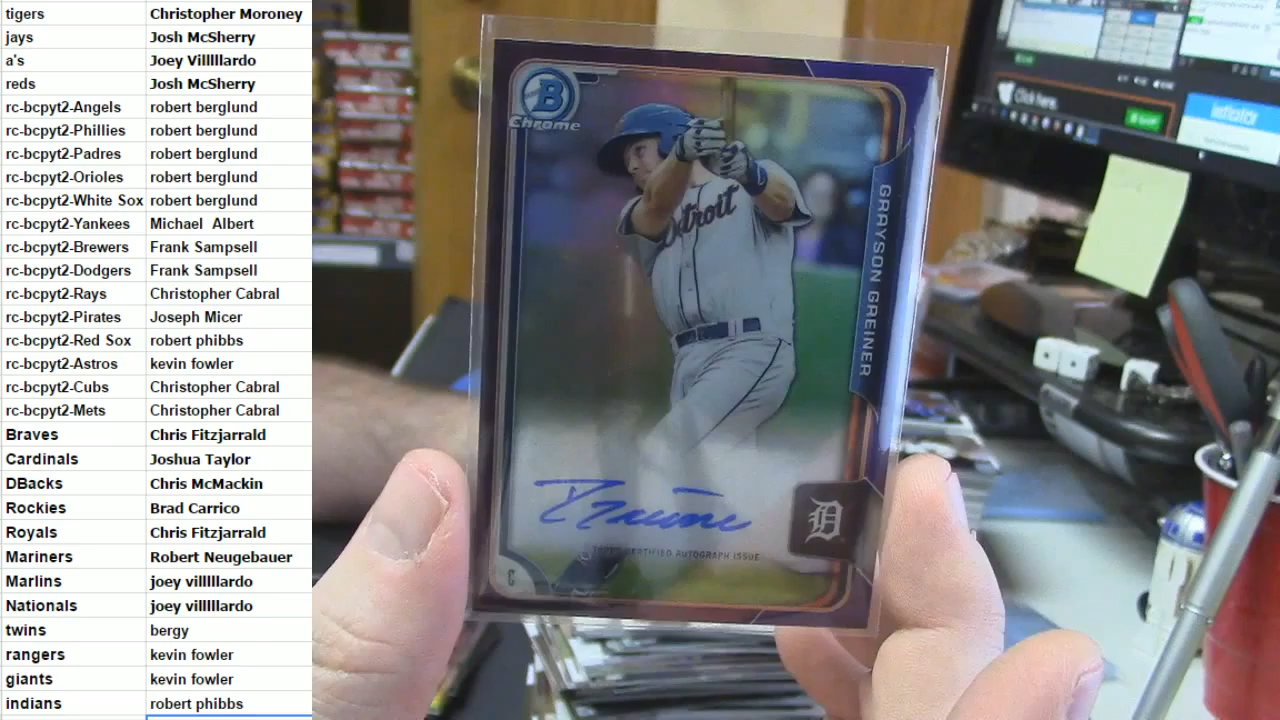 tigers Christopher Moroney
jays Josh McSherry
a's Joey Villlllardo
reds Josh McSherry
rc-bcpyt2-Angels robert berglund
rc-bcpyt2-Phillies robert berglund
rc-bcpyt2-Padres robert berglund
rc-bcpyt2-Orioles robert berglund
rc-bcpyt2-White Sox robert berglund
rc-bcpyt2-Yankees Michael Albert
rc-bcpyt2-Brewers Frank Sampsell
rc-bcpyt2-Dodgers Frank Sampsell
rc-bcpyt2-Rays Christopher Cabral
rc-bcpyt2-Pirates Joseph Micer
rc-bcpyt2-Red Sox robert phibbs
rc-bcpyt2-Astros kevin fowler
rc-bcpyt2-Cubs Christopher Cabral
rc-bcpyt2-Mets Christopher Cabral
Braves Chris Fitzjarrald
Cardinals Joshua Taylor
DBacks Chris McMackin
Rockies Brad Carrico
Royals Chris Fitzjarrald
Mariners Robert Neugebauer
Marlins joey villlllardo
Nationals joey villlllardo
twins bergy
rangers kevin fowler
giants kevin fowler
indians robert phibbs
B
Chrome
Detroit
GRAYSON GREINER
D
CERTIFIED AUTOGRAPH ISSUE
C
Click here